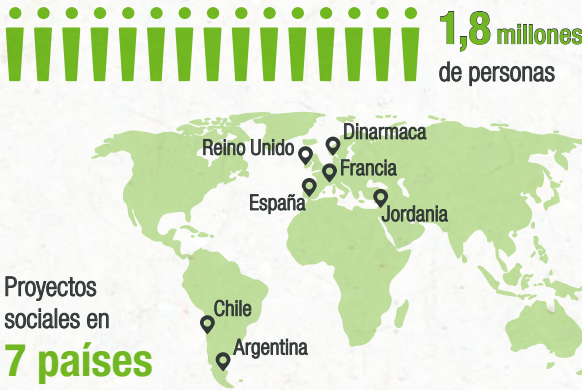 1,8 millones
de personas
Dinarmaca
Reino Unido
Francia
España
Jordania
Proyectos
sociales en
7 países
Chile
Argentina